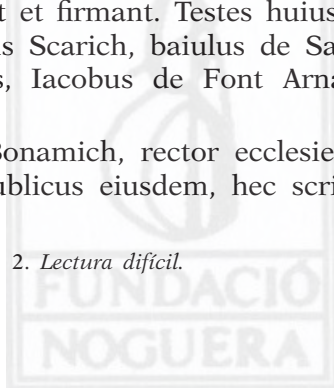 t et firmant. Testes huius
s Scarich, baiulus de Sa
s, Iacobus de Font Arna
Bonamich, rector ecclesie
ublicus eiusdem, hec scri
2. Lectura difícil.
FUNDACIÓ
NOGUERA